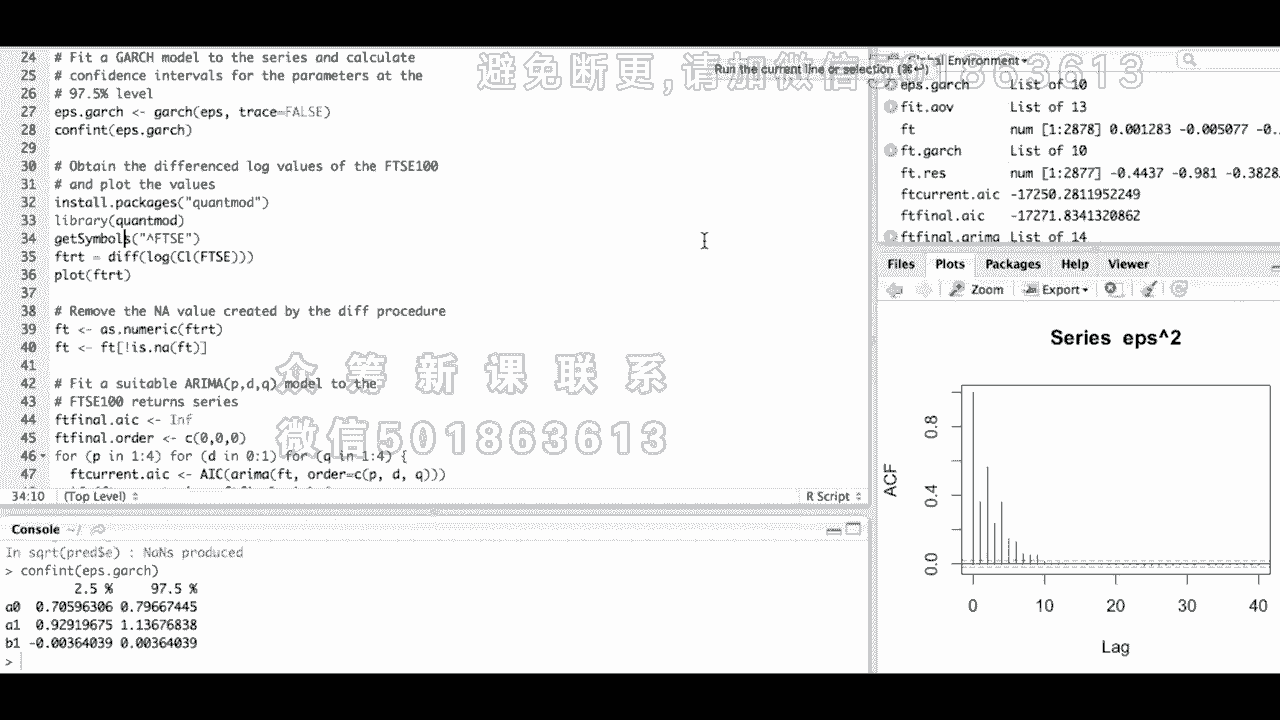 避免断更,请加微信501863613
Run the current line or selection (⌘↩)
24 # Fit a GARCH model to the series and calculate
25 # confidence intervals for the parameters at the
26 # 97.5% level
27 eps.garch <- garch(eps, trace=FALSE)
28 confint(eps.garch)
29
30 # Obtain the differenced log values of the FTSE100
31 # and plot the values
32 install.packages("quantmod")
33 library(quantmod)
34 getSymbols("^FTSE")
35 ftrt = diff(log(Cl(FTSE)))
36 plot(ftrt)
37
38 # Remove the NA value created by the diff procedure
39 ft <- as.numeric(ftrt)
40 ft <- ft[!is.na(ft)]
41
42 # Fit a suitable ARIMA(p,d,q) model to the
43 # FTSE100 returns series
44 ftfinal.aic <- Inf
45 ftfinal.order <- c(0,0,0)
46 for (p in 1:4) for (d in 0:1) for (q in 1:4) {
47 ftcurrent.aic <- AIC(arima(ft, order=c(p, d, q)))
众筹新课联系
微信501863613
34:10 (Top Level) R Script
Console ~/
In sqrt(pred$e) : NaNs produced
> confint(eps.garch)
2.5 % 97.5 %
a0 0.70596306 0.79667445
a1 0.92919675 1.13676838
b1 -0.00364039 0.00364039
>
Global Environment
eps.garch List of 10
fit.aov List of 13
ft num [1:2878] 0.001283 -0.005077 -0.
ft.garch List of 10
ft.res num [1:2877] -0.4437 -0.981 -0.3828
ftcurrent.aic -17250.2811952249
ftfinal.aic -17271.8341320862
ftfinal.arima List of 14
Files Plots Packages Help Viewer
Zoom Export
Series eps^2
ACF
0.8
0.4
0.0
0 10 20 30 40
Lag